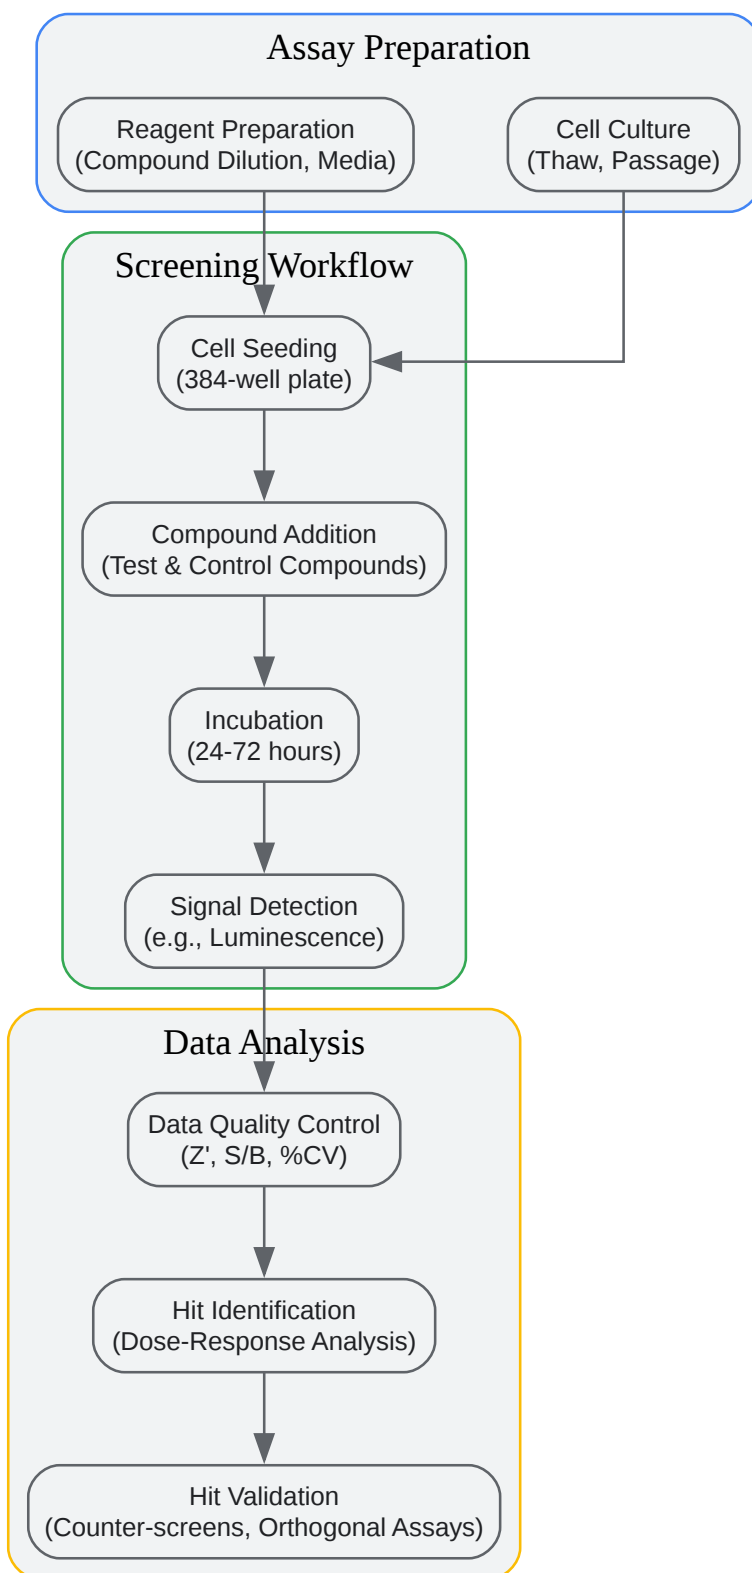 Assay Preparation
Reagent Preparation
(Compound Dilution, Media)
Cell Culture
(Thaw, Passage)
Screening Workflow
Cell Seeding
(384-well plate)
Compound Addition
(Test & Control Compounds)
Incubation
(24-72 hours)
Signal Detection
(e.g., Luminescence)
Data Analysis
Data Quality Control
(Z', S/B, %CV)
Hit Identification
(Dose-Response Analysis)
Hit Validation
(Counter-screens, Orthogonal Assays)